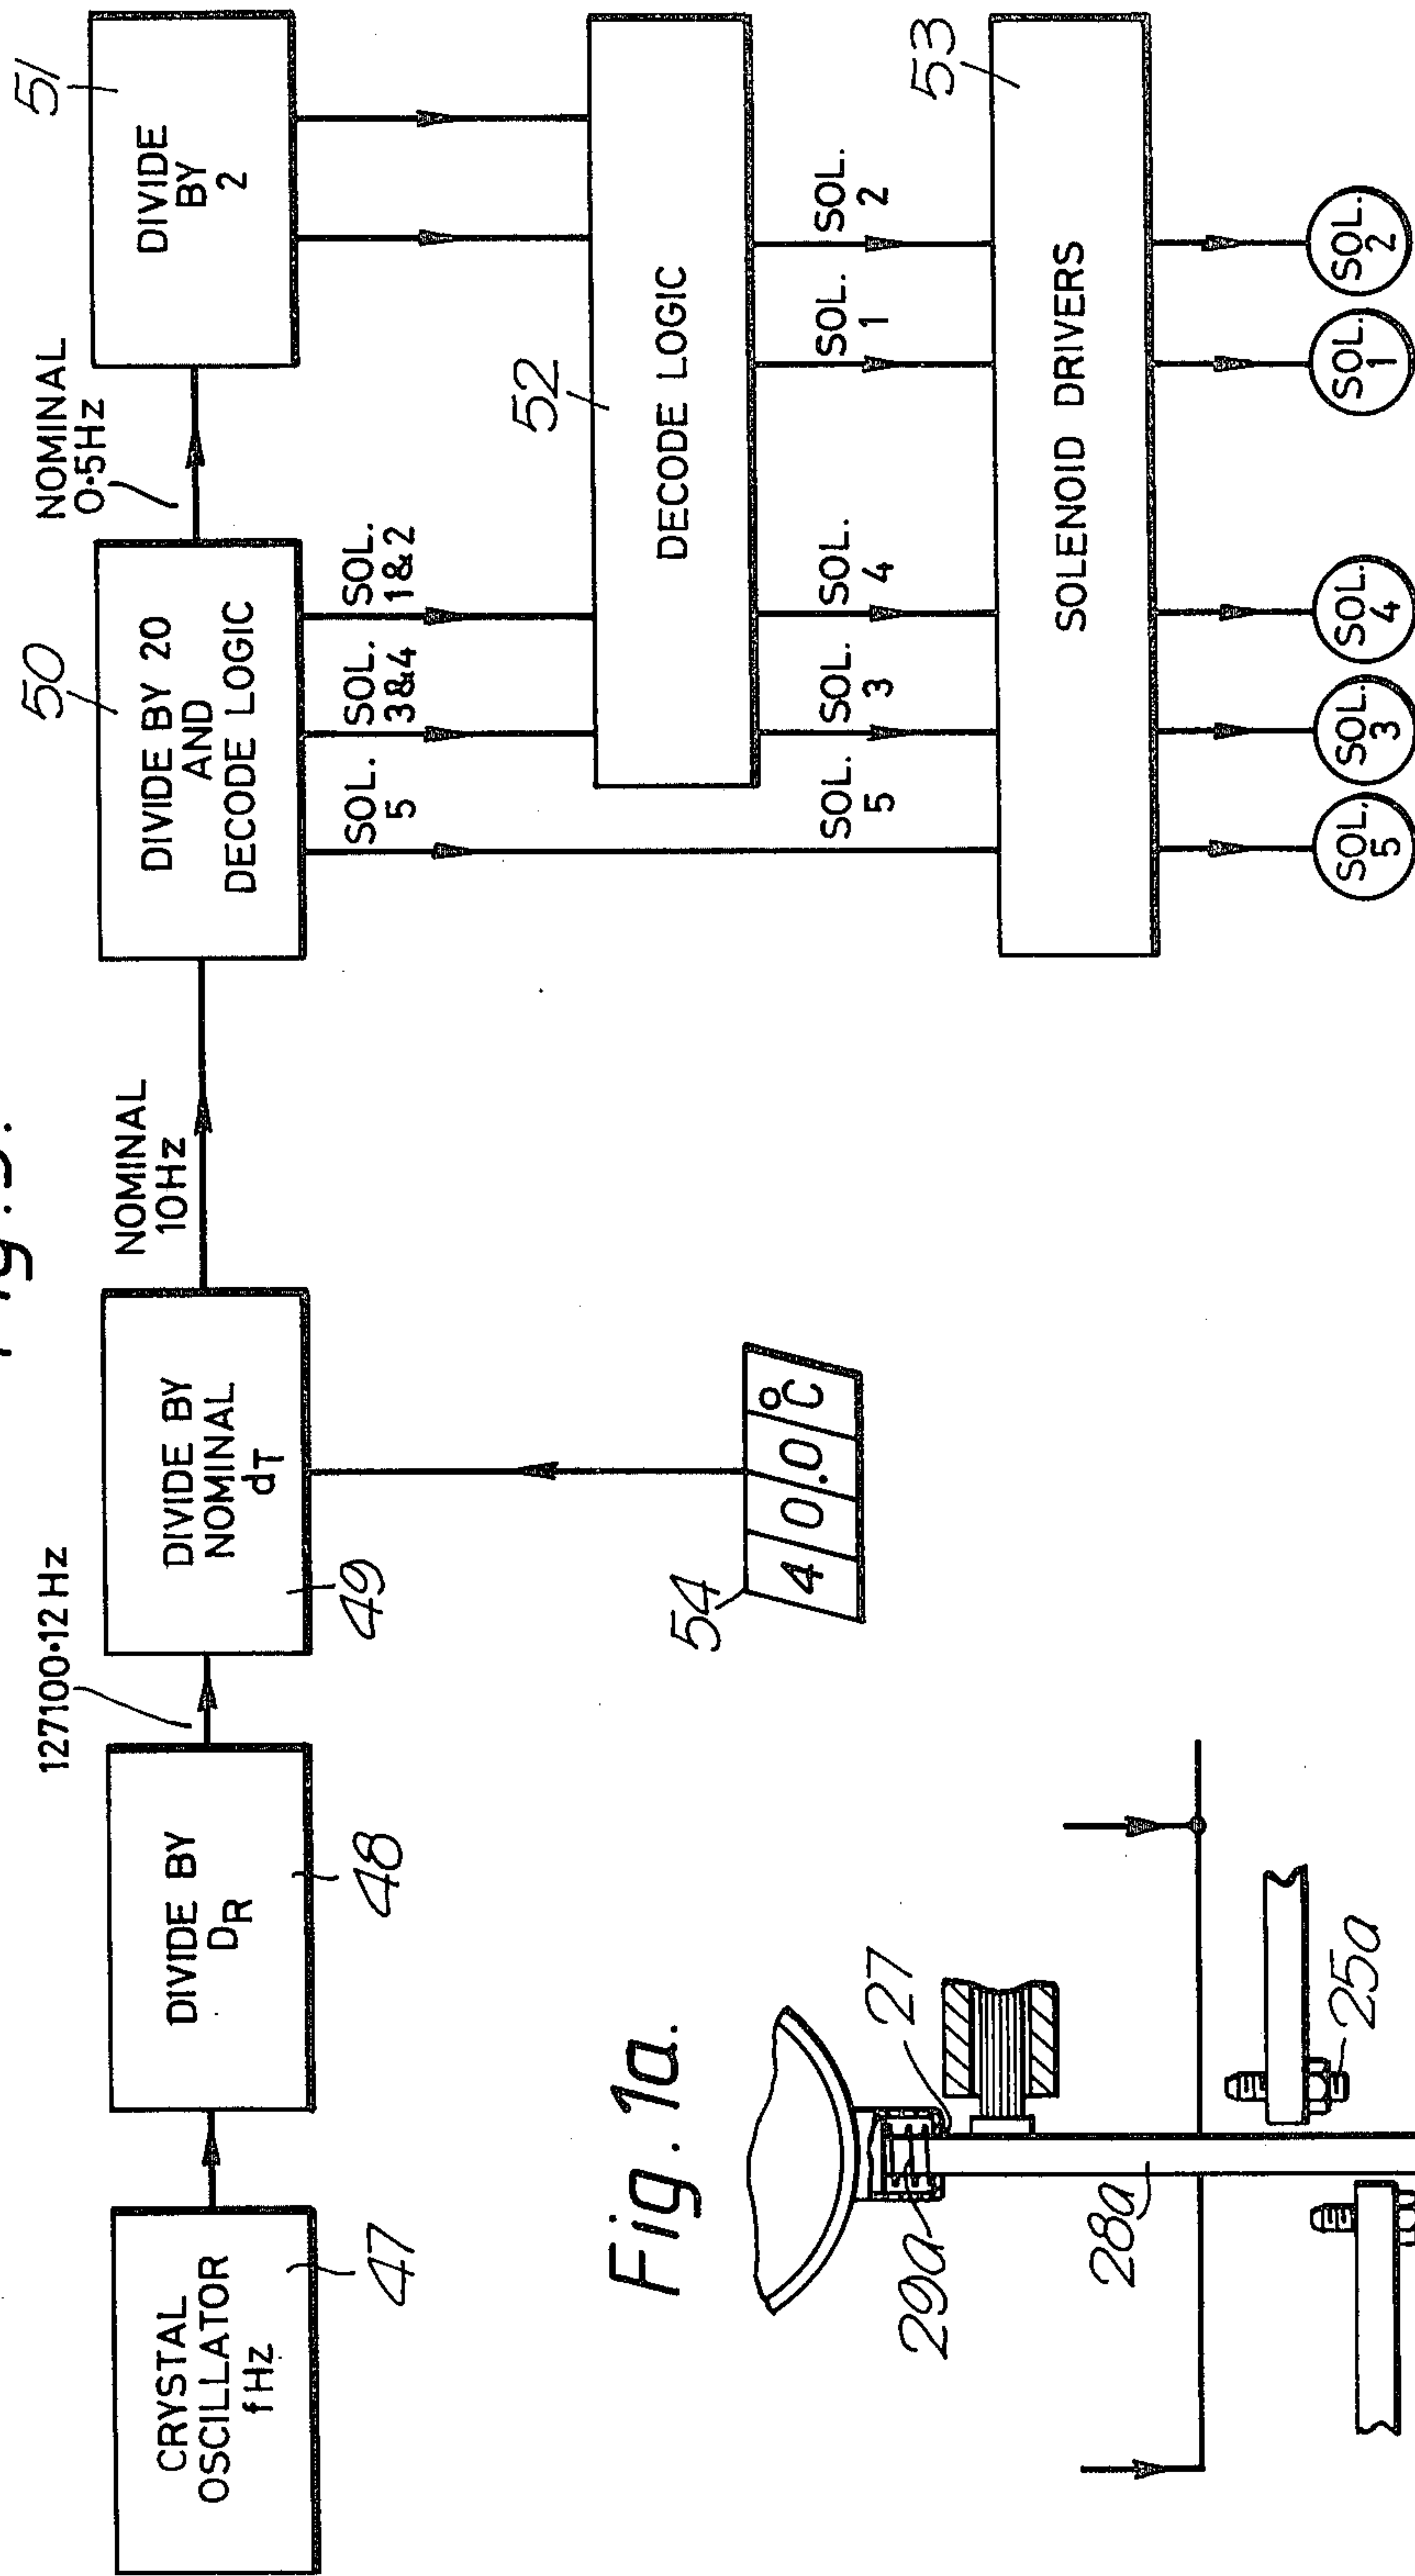 CRYSTAL
OSCILLATOR
fHz
47
DIVIDE BY
DR
48
127100·12 Hz
DIVIDE BY
NOMINAL
dT
49
54
40.0°C
NOMINAL
10Hz
DIVIDE BY 20
AND
DECODE LOGIC
50
NOMINAL
0·5Hz
DIVIDE
BY
2
51
SOL.
5
SOL.
3&4
SOL.
1&2
52
DECODE LOGIC
SOL.
5
SOL.
3
SOL.
4
SOL.
1
SOL.
2
SOLENOID DRIVERS
53
SOL.
5
SOL.
3
SOL.
4
SOL.
1
SOL.
2
Fig. 1a.
29a
27
28a
25a